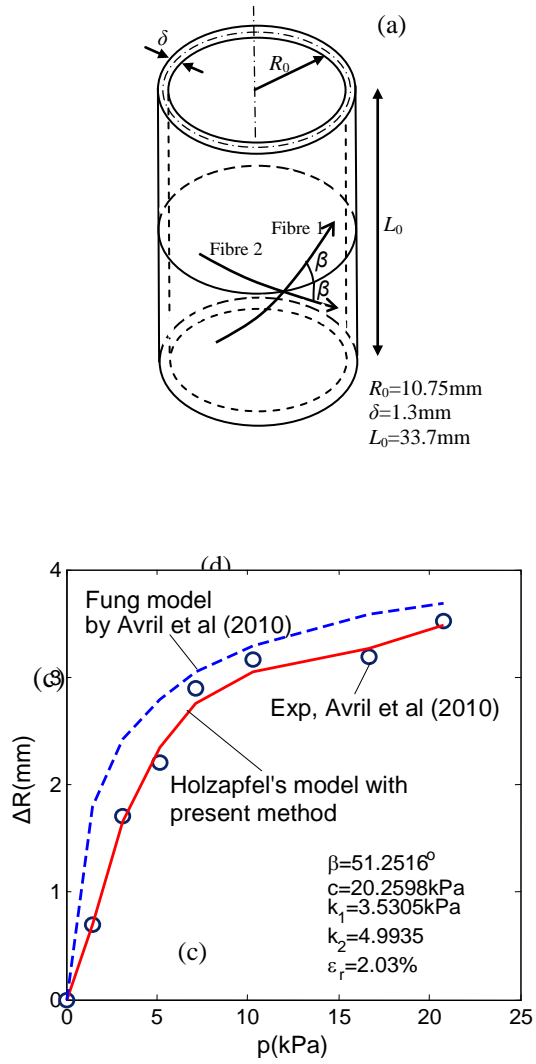 (a)
δ
R0
Fibre 1
Fibre 2
β
β
L0
R0=10.75mm
δ=1.3mm
L0=33.7mm
(d)
4
Fung model
by Avril et al (2010)
(c)
3
Exp, Avril et al (2010)
2
Holzapfel's model with
present method
ΔR(mm)
β=51.2516o
c=20.2598kPa
1
k1=3.5305kPa
(c)
k2=4.9935
εr=2.03%
0
0 5 10 15 20 25
p(kPa)